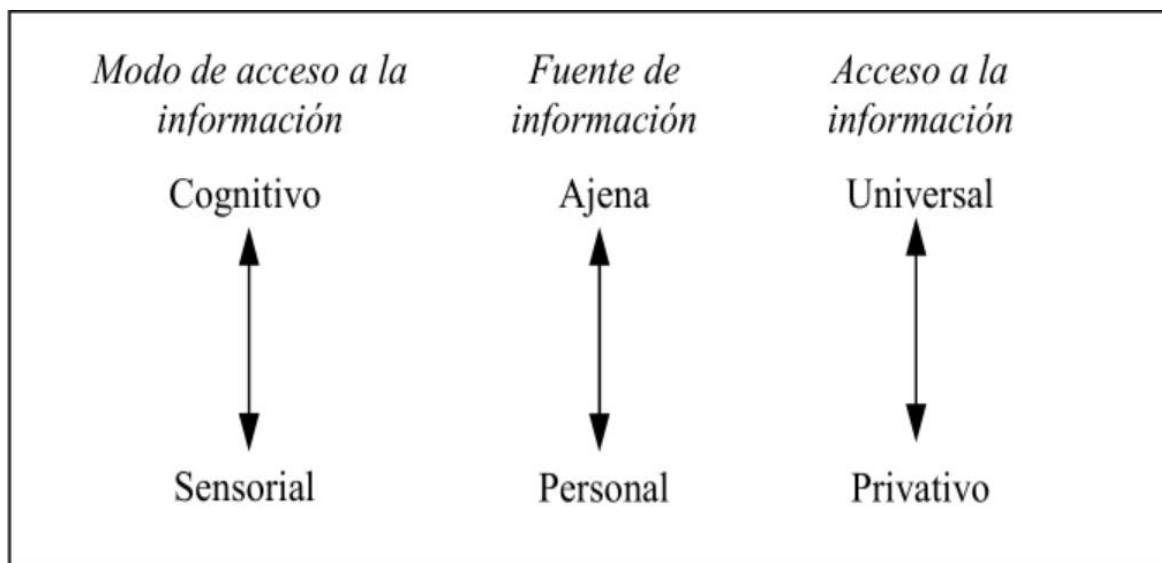 Modo de acceso a la
información
Fuente de
información
Acceso a la
información
Cognitivo
Ajena
Universal
Sensorial
Personal
Privativo